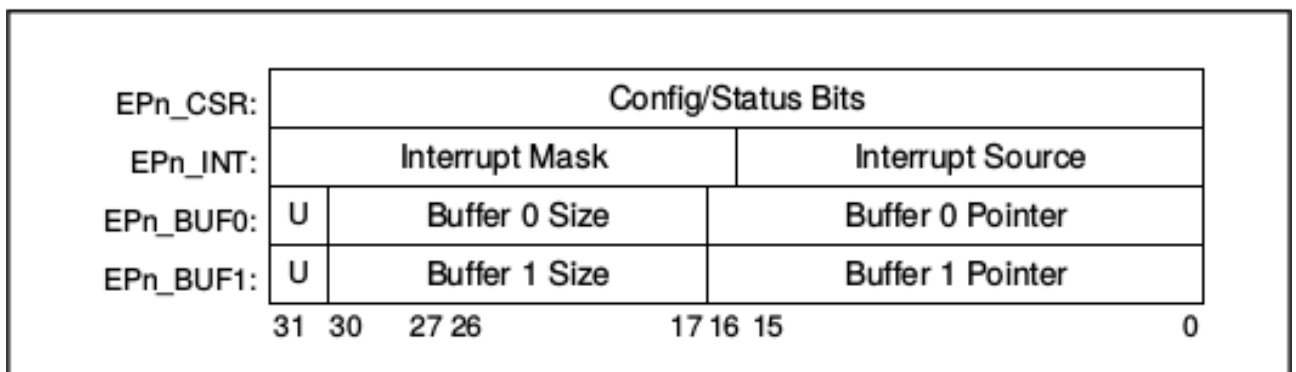 EPn_CSR: Config/Status Bits
EPn_INT: Interrupt Mask Interrupt Source
EPn_BUF0: U Buffer 0 Size Buffer 0 Pointer
EPn_BUF1: U Buffer 1 Size Buffer 1 Pointer
31 30 27 26 17 16 15 0